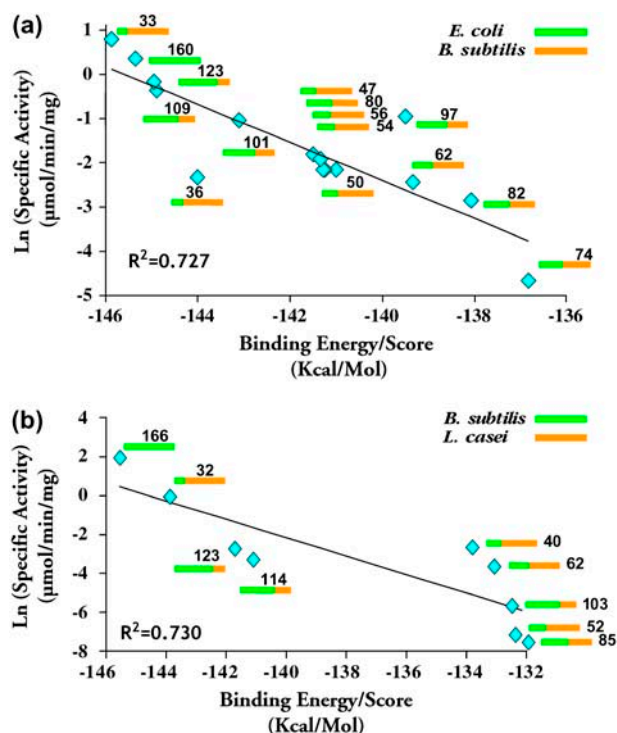 (a)
E. coli
B. subtilis
33
160
123
109
101
36
47
80
56
54
50
97
62
82
74
R²=0.727
1
0
-1
-2
-3
-4
-5
Ln (Specific Activity)
(µmol/min/mg)
-146 -144 -142 -140 -138 -136
Binding Energy/Score
(Kcal/Mol)
(b)
B. subtilis
L. casei
166
32
123
114
40
62
103
52
85
R²=0.730
4
2
0
-2
-4
-6
-8
Ln (Specific Activity)
(µmol/min/mg)
-146 -144 -142 -140 -138 -136 -134 -132
Binding Energy/Score
(Kcal/Mol)